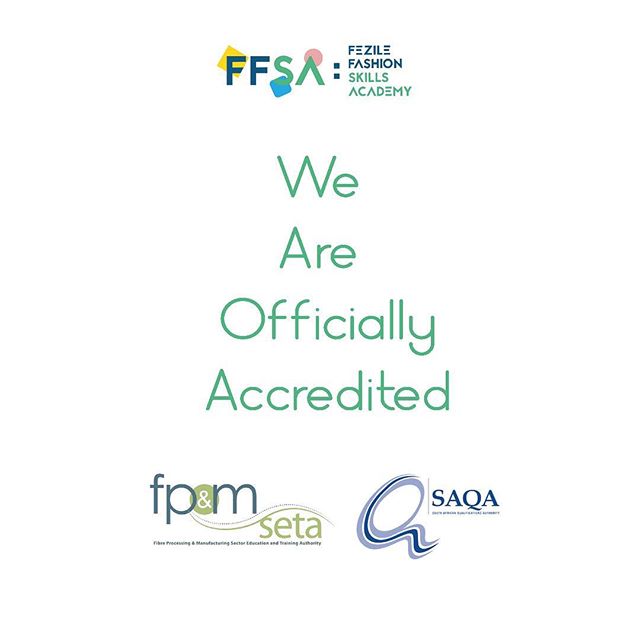 FFSA:
FEZILE
FASHION
SKILLS
ACADEMY
We
Are
Officially
Accredited
fp&m
seta
Fibre Processing & Manufacturing Sector Education and Training Authority
SAQA
SOUTH AFRICAN QUALIFICATIONS AUTHORITY